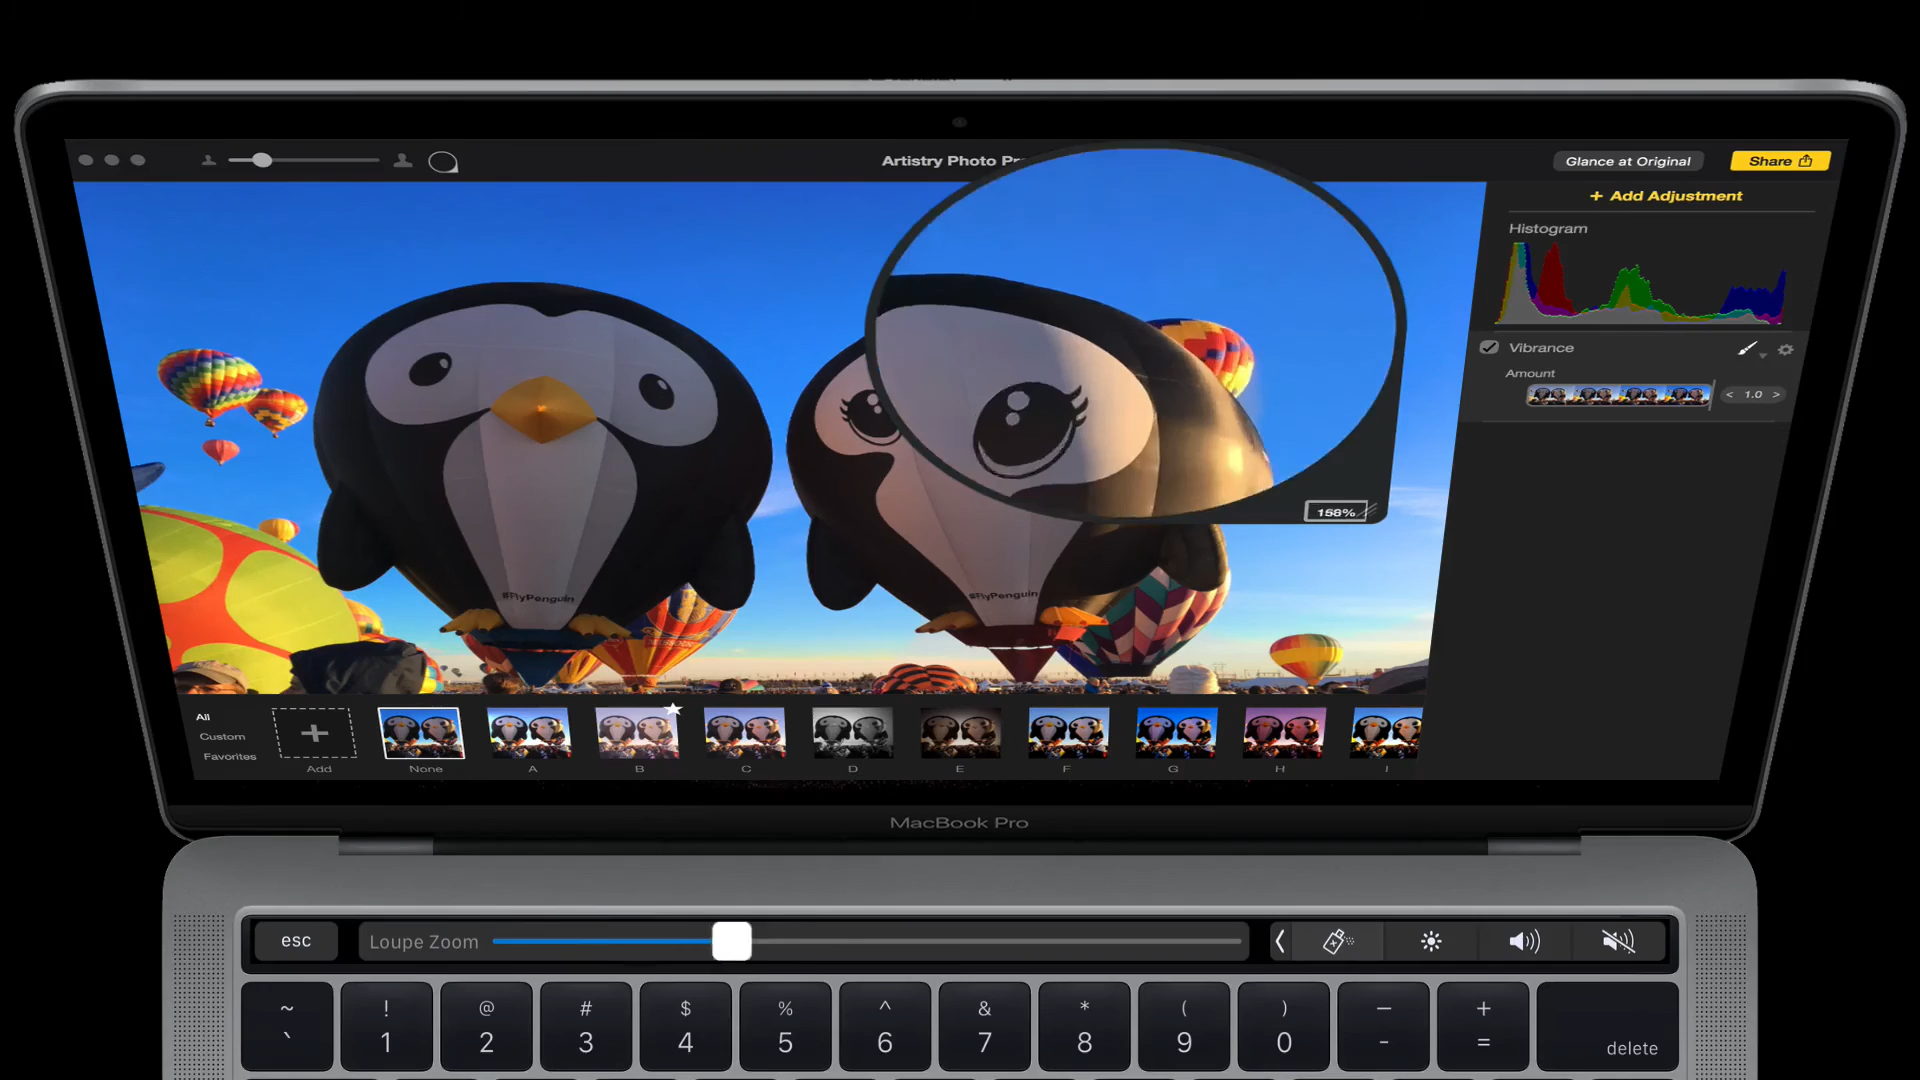 Artistry Photo Pr
Glance at Original
Share
+ Add Adjustment
Histogram
Vibrance
Amount
< 1.0 >
#FlyPenguin
#FlyPenguin
All
Custom
Favorites
Add
None
A
B
C
D
E
F
G
H
I
MacBook Pro
esc
Loupe Zoom
~ ! @ # $ % ^ & * ( ) — +
` 1 2 3 4 5 6 7 8 9 0 - =
delete